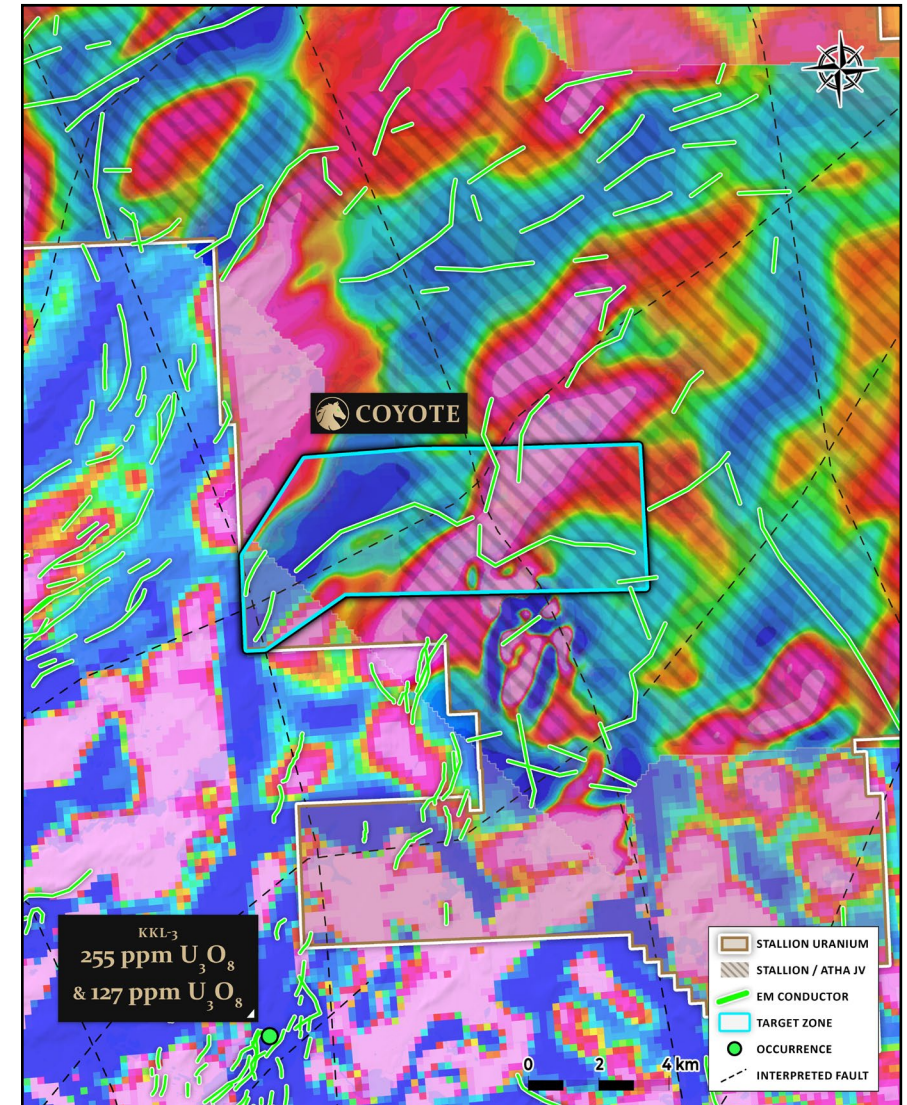 COYOTE
KKL-3
255 ppm U₃O₈
& 127 ppm U₃O₈
STALLION URANIUM
STALLION / ATHA JV
EM CONDUCTOR
TARGET ZONE
OCCURRENCE
INTERPRETED FAULT
0 2 4 km